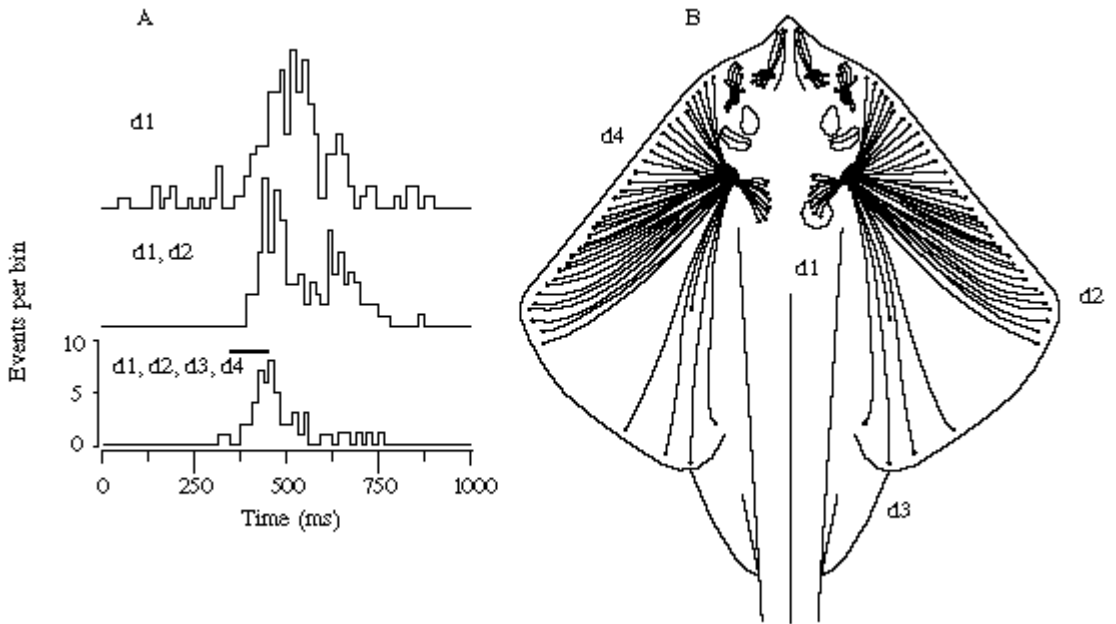 A
d1
d1, d2
d1, d2, d3, d4
Events per bin
10
5
0
0 250 500 750 1000
Time (ms)
B
d4
d1
d2
d3